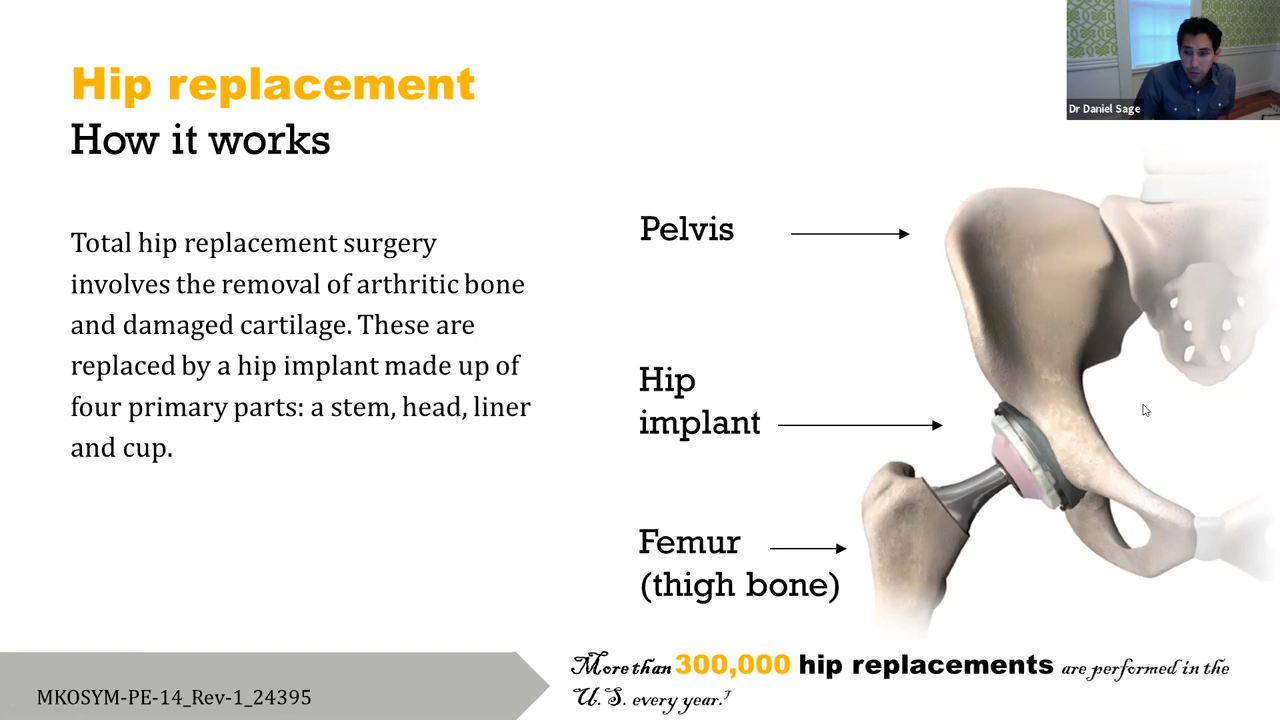 Hip replacement
How it works
Dr Daniel Sage
Total hip replacement surgery
involves the removal of arthritic bone
and damaged cartilage. These are
replaced by a hip implant made up of
four primary parts: a stem, head, liner
and cup.
Pelvis
Hip
implant
Femur
(thigh bone)
MKOSYM-PE-14_Rev-1_24395
More than 300,000 hip replacements are performed in the
U.S. every year.